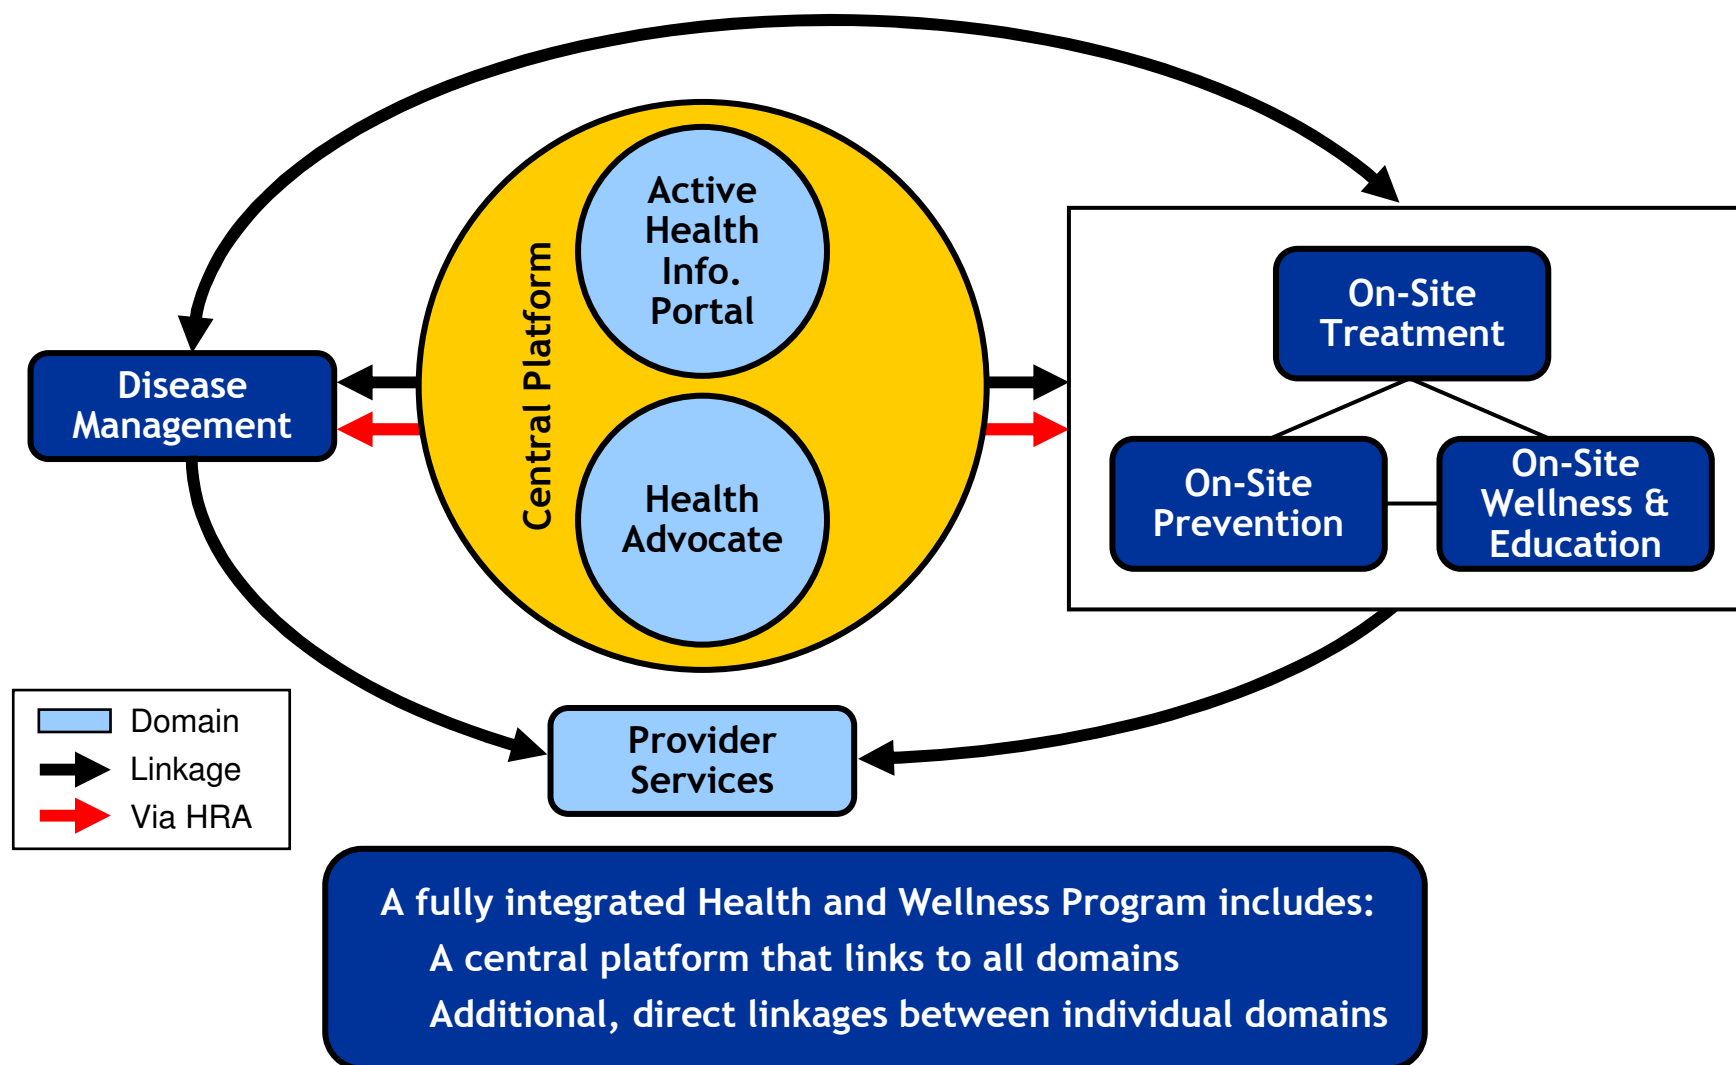 Active
Health
Info.
Portal
Central Platform
Health
Advocate
Disease
Management
On-Site
Treatment
On-Site
Prevention
On-Site
Wellness &
Education
Provider
Services
Domain
Linkage
Via HRA
A fully integrated Health and Wellness Program includes:
A central platform that links to all domains
Additional, direct linkages between individual domains